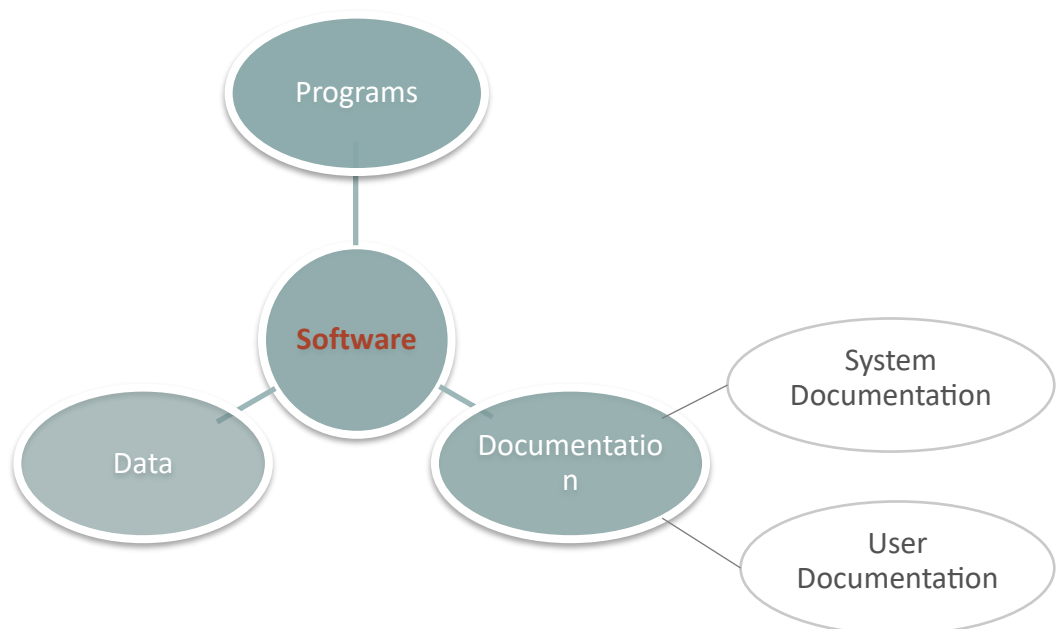 Programs
Software
System
Documentation
Data
Documentatio
n
User
Documentation